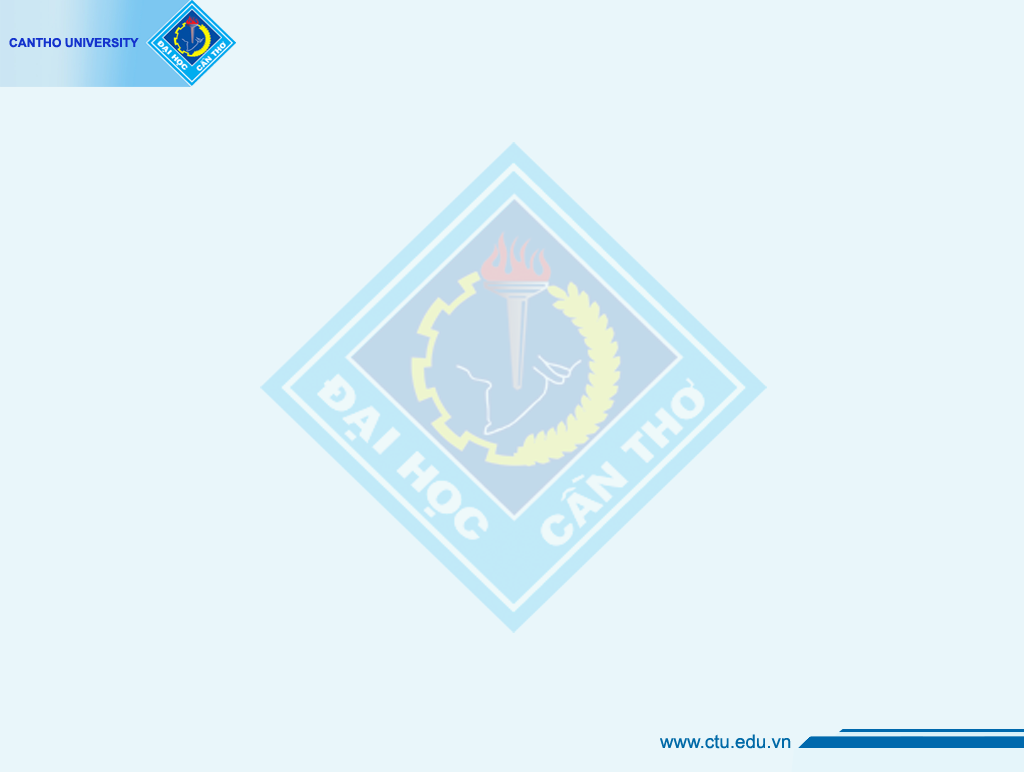 CANTHO UNIVERSITY
ĐẠI HỌC CẦN THƠ
ĐẠI HỌC CẦN THƠ
www.ctu.edu.vn